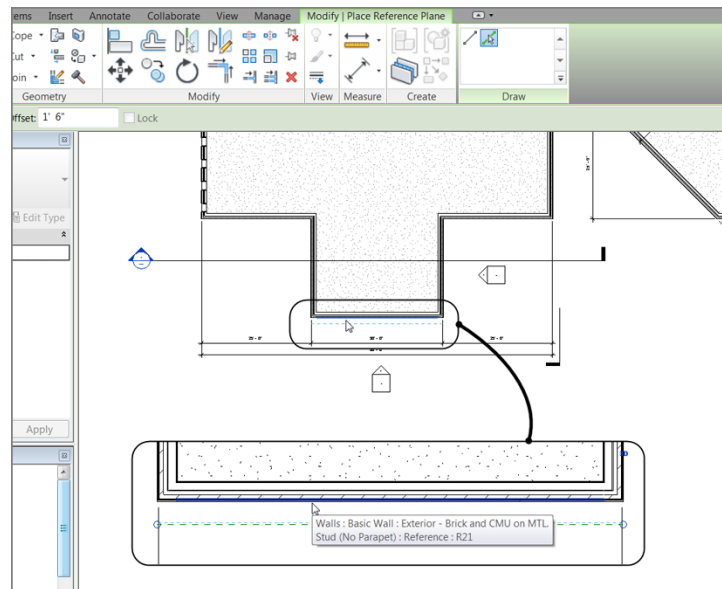 ems Insert Annotate Collaborate View Manage Modify | Place Reference Plane
Cope
Cut
Join
Geometry Modify View Measure Create Draw
Offset: 1' 6" Lock
Edit Type
Apply
Walls : Basic Wall : Exterior - Brick and CMU on MTL.
Stud (No Parapet) : Reference : R21